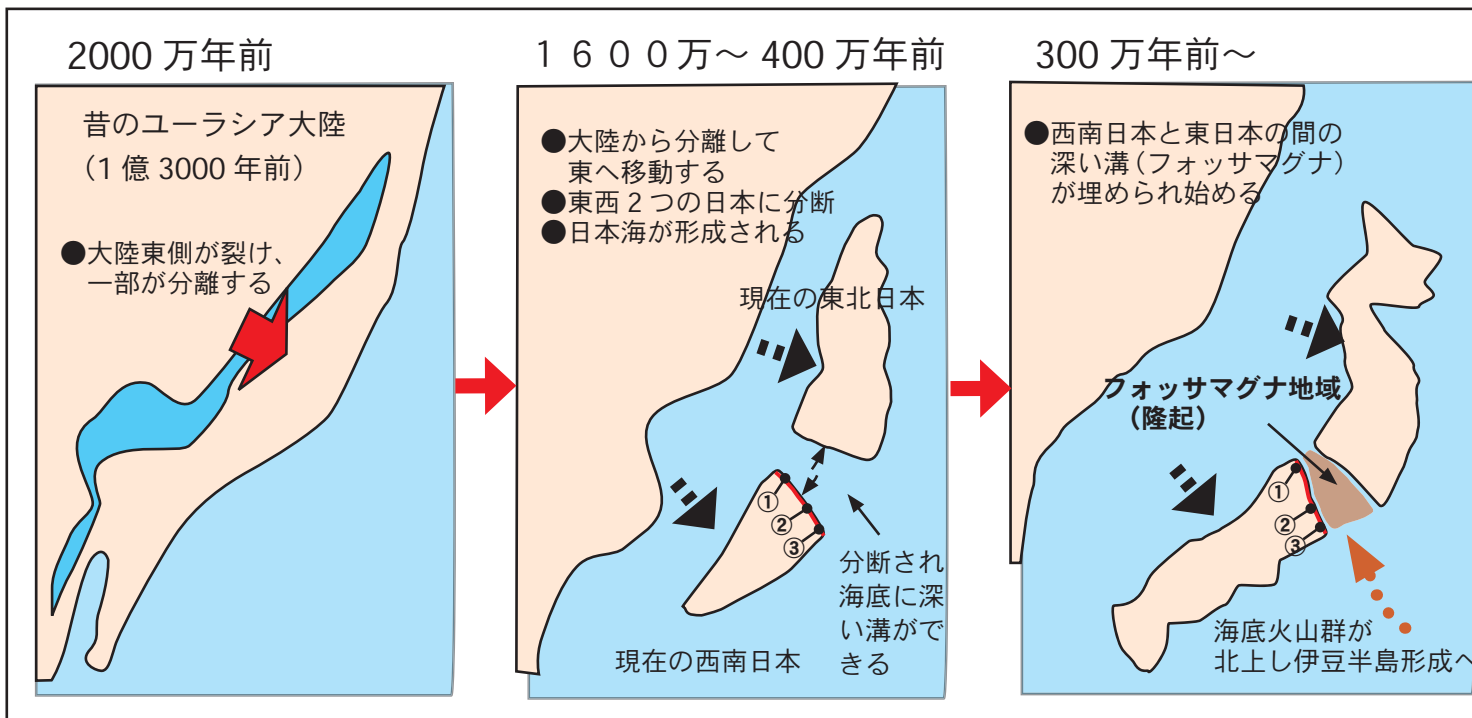 2000 万年前
昔のユーラシア大陸
（1 億 3000 年前）
●大陸東側が裂け、
一部が分離する
１６００万～ 400 万年前
●大陸から分離して
東へ移動する
●東西 2 つの日本に分断
●日本海が形成される
現在の東北日本
①
②
③
分断され
海底に深
い溝がで
きる
現在の西南日本
300 万年前～
●西南日本と東日本の間の
深い溝（フォッサマグナ）
が埋められ始める
フォッサマグナ地域
（隆起）
①
②
③
海底火山群が
北上し伊豆半島形成へ